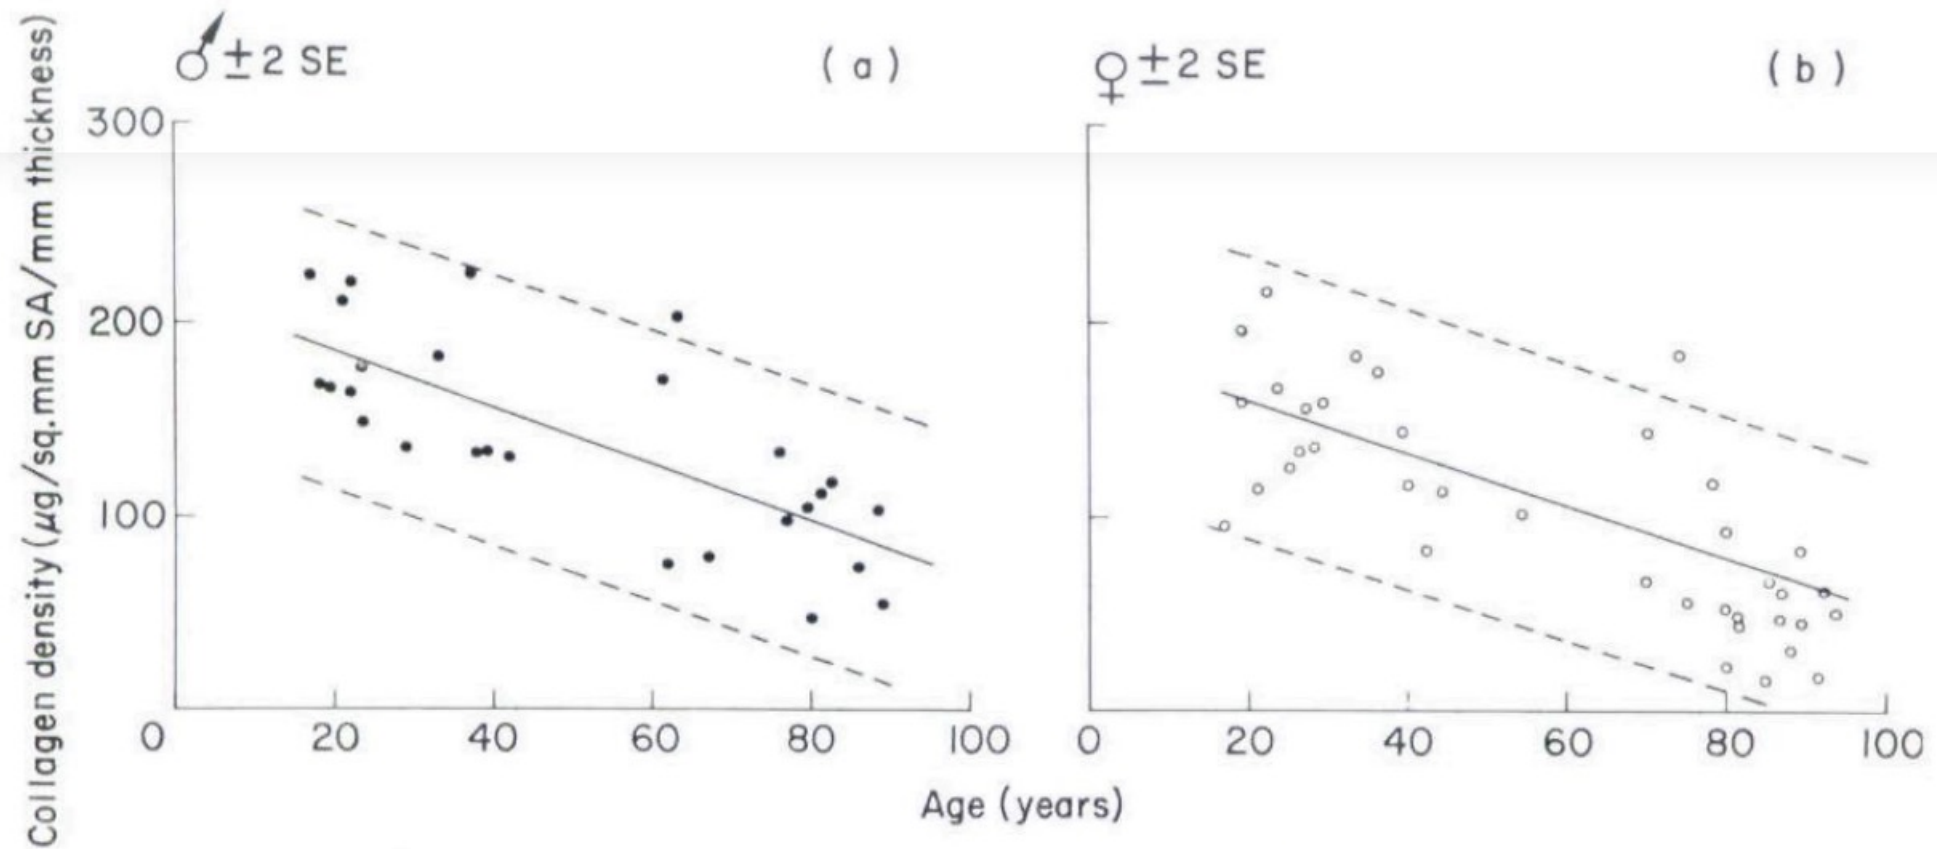 ♂ ± 2 SE
(a)
♀ ± 2 SE
(b)
Collagen density (μg/sq.mm SA/mm thickness)
300
200
100
0 20 40 60 80 100
0 20 40 60 80 100
Age (years)